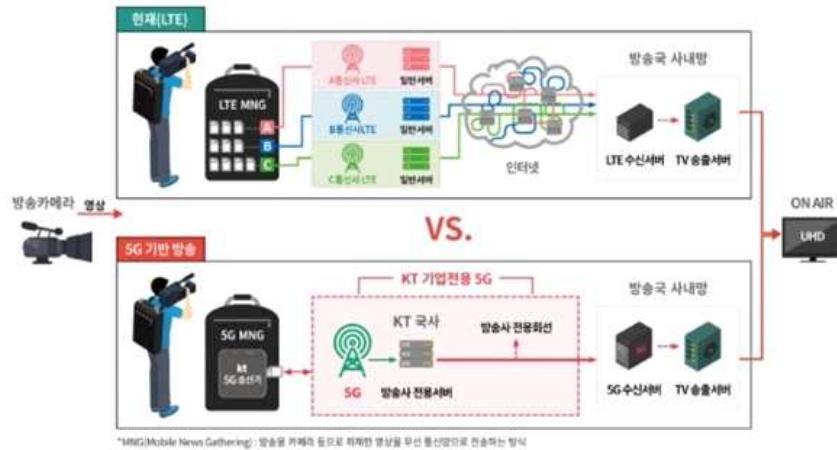 현재(LTE)
LTE MNG
A
B
C
A통신사 LTE
일반서버
B통신사LTE
일반서버
C통신사 LTE
일반서버
인터넷
방송국 사내망
LTE 수신서버
TV 송출서버
방송카메라
영상
VS.
ON AIR
UHD
5G 기반 방송
5G MNG
kt
5G 송신기
KT 기업전용 5G
KT 국사
방송사 전용회선
5G
방송사 전용서버
방송국 사내망
5G
5G 수신서버
TV 송출서버
*MNG(Mobile News Gathering) : 방송용 카메라 등으로 취재한 영상을 무선 통신망으로 전송하는 방식